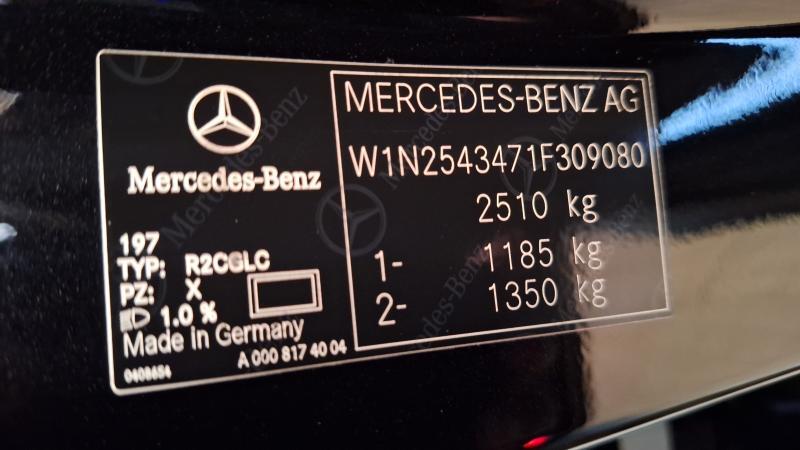 Mercedes-Benz
197
TYP: R2CGLC
PZ: X
1.0 %
Made in Germany
A 000 817 40 04
0408654
MERCEDES-BENZ AG
W1N2543471F309080
2510 kg
1- 1185 kg
2- 1350 kg